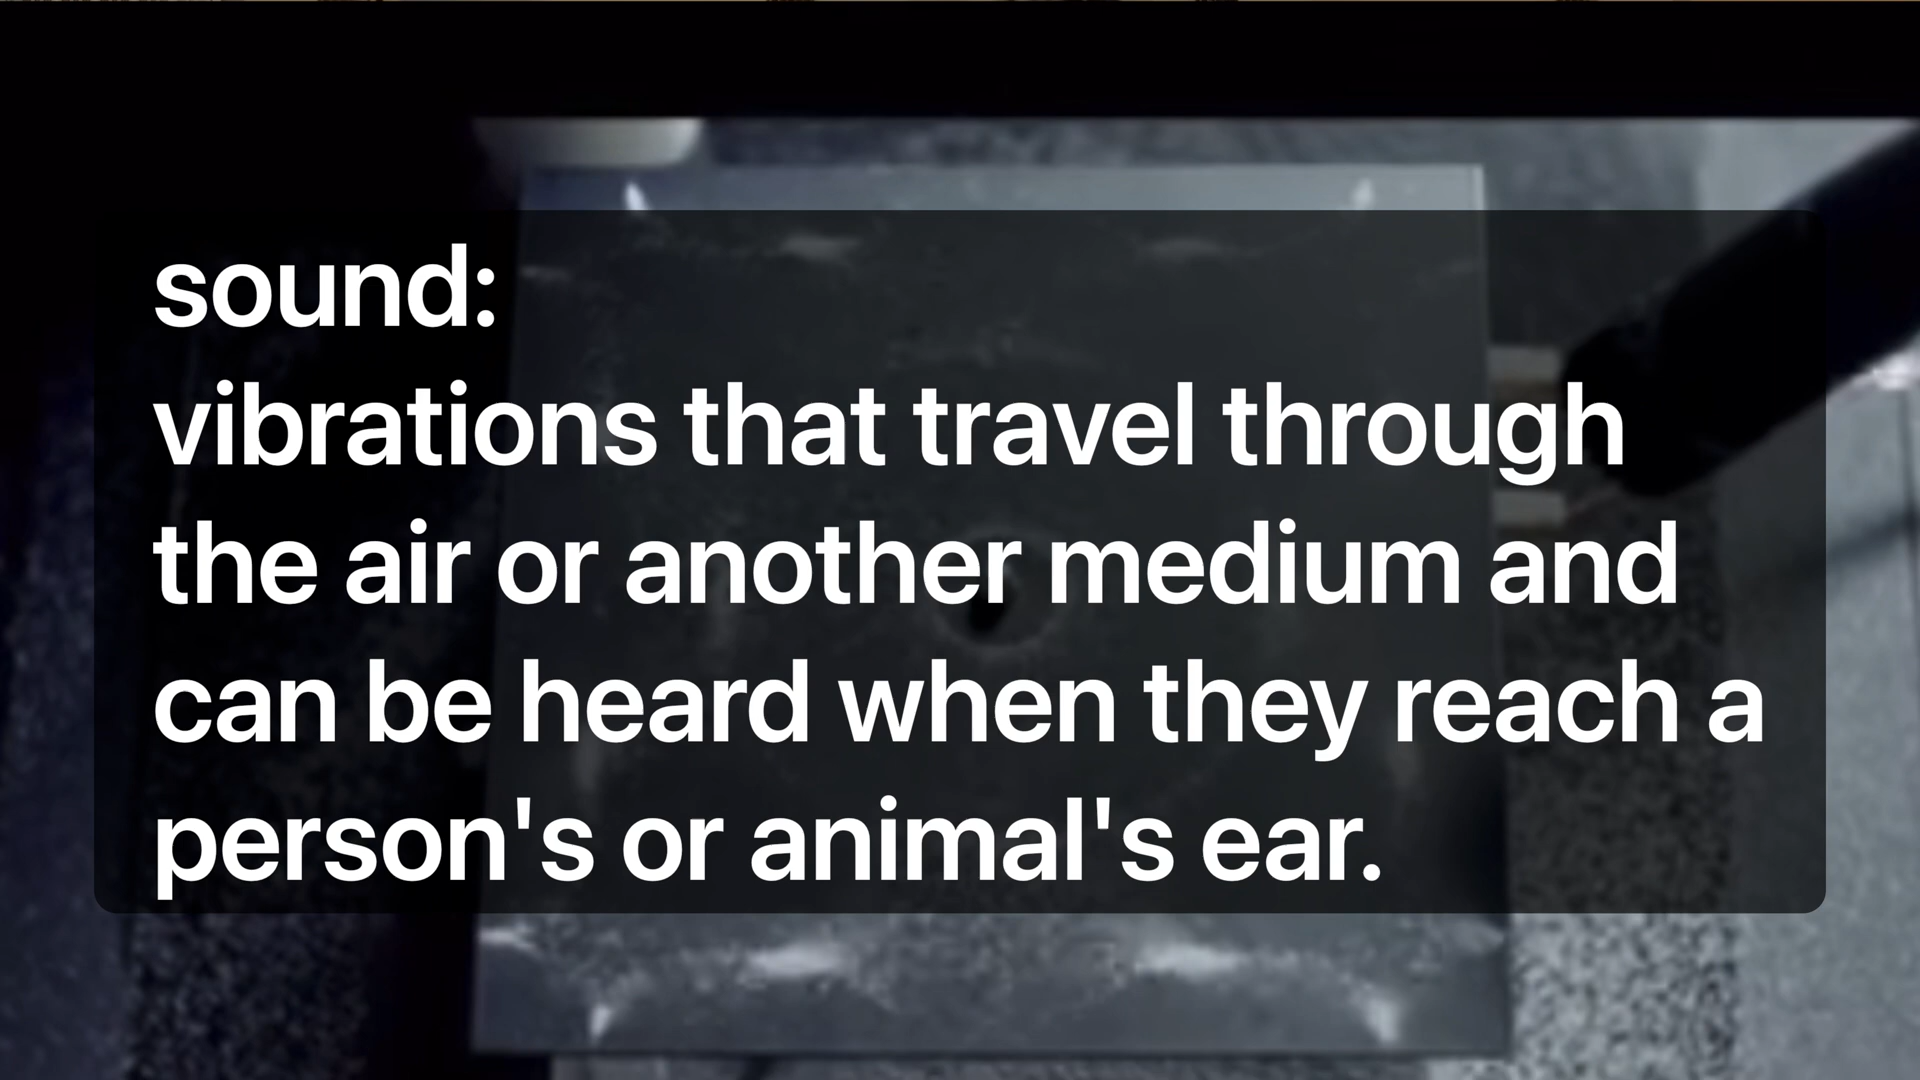 sound:
vibrations that travel through
the air or another medium and
can be heard when they reach a
person's or animal's ear.